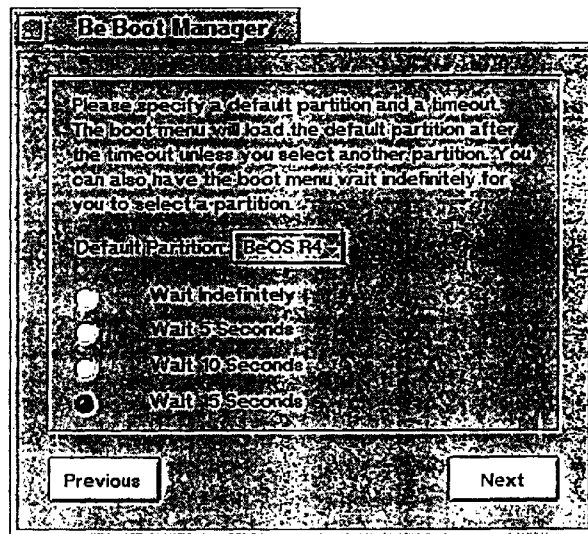 Be Boot Manager
Please specify a default partition and a timeout.
The boot menu will load the default partition after
the timeout unless you select another partition. You
can also have the boot menu wait indefinitely for
you to select a partition.
Default Partition: BeOS R4
Wait Indefinitely
Wait 5 Seconds
Wait 10 Seconds
Wait 15 Seconds
Previous
Next